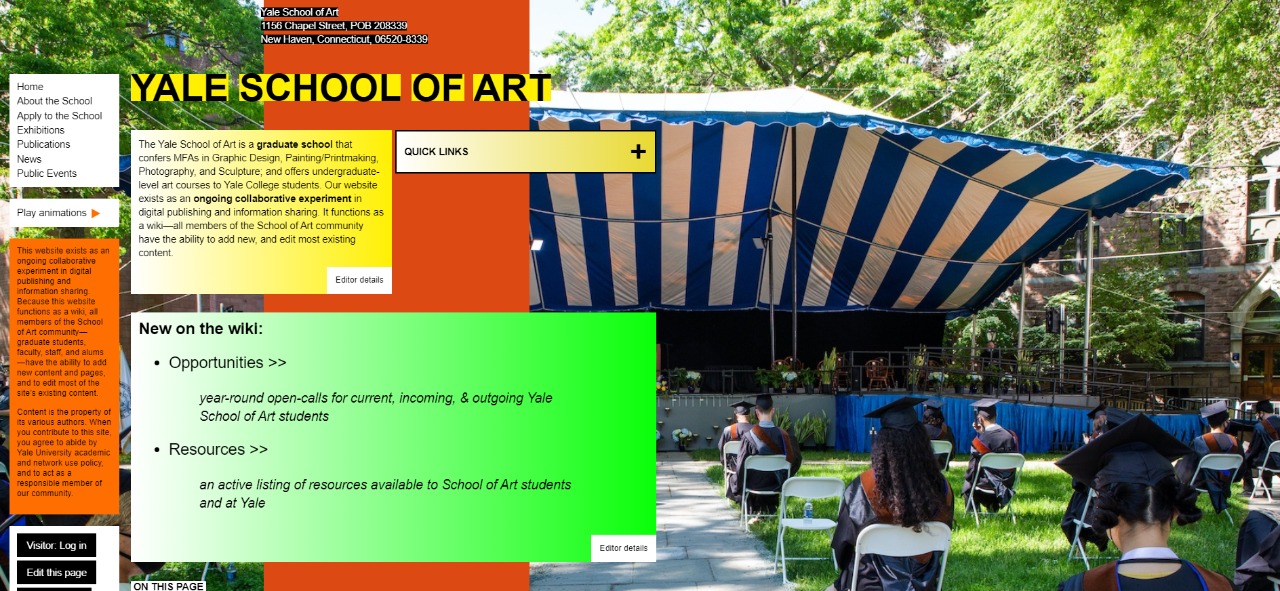 Yale School of Art
1156 Chapel Street, POB 208339
New Haven, Connecticut, 06520-8339
YALE SCHOOL OF ART
Home
About the School
Apply to the School
Exhibitions
Publications
News
Public Events
Play animations
This website exists as an
ongoing collaborative
experiment in digital
publishing and
information sharing.
Because this website
functions as a wiki, all
members of the School
of Art community—
graduate students,
faculty, staff, and alums
—have the ability to add
new content and pages,
and to edit most of the
site's existing content.
Content is the property of
its various authors. When
you contribute to this site,
you agree to abide by
Yale University academic
and network use policy,
and to act as a
responsible member of
our community.
Visitor: Log in
Edit this page
The Yale School of Art is a graduate school that
confers MFAs in Graphic Design, Painting/Printmaking,
Photography, and Sculpture; and offers undergraduate-
level art courses to Yale College students. Our website
exists as an ongoing collaborative experiment in
digital publishing and information sharing. It functions as
a wiki—all members of the School of Art community
have the ability to add new, and edit most existing
content.
Editor details
QUICK LINKS +
New on the wiki:
• Opportunities >>
year-round open-calls for current, incoming, & outgoing Yale
School of Art students
• Resources >>
an active listing of resources available to School of Art students
and at Yale
Editor details
ON THIS PAGE